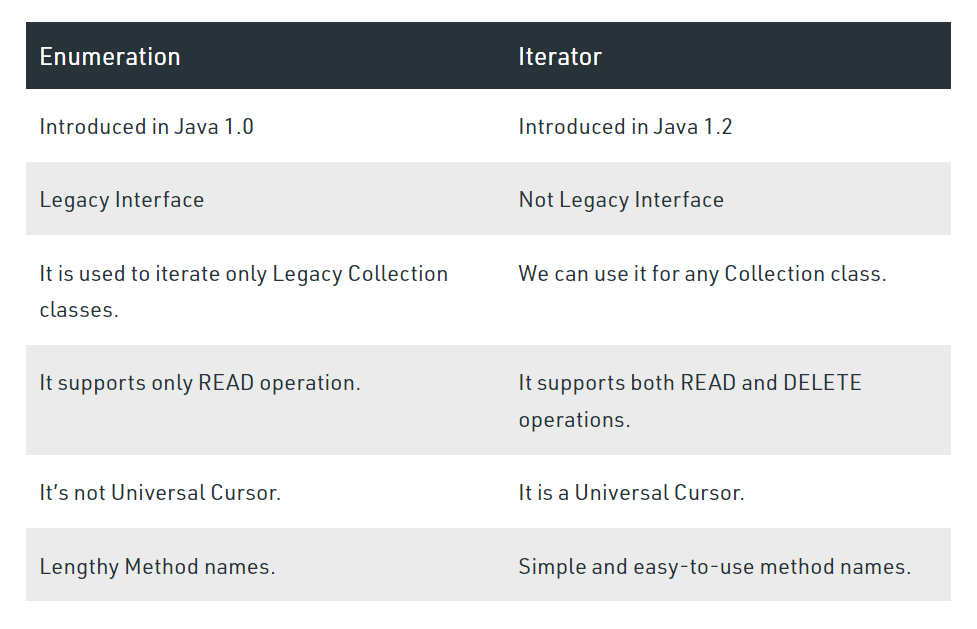 Enumeration Iterator
Introduced in Java 1.0 Introduced in Java 1.2
Legacy Interface Not Legacy Interface
It is used to iterate only Legacy Collection We can use it for any Collection class.
classes.
It supports only READ operation. It supports both READ and DELETE
operations.
It’s not Universal Cursor. It is a Universal Cursor.
Lengthy Method names. Simple and easy-to-use method names.